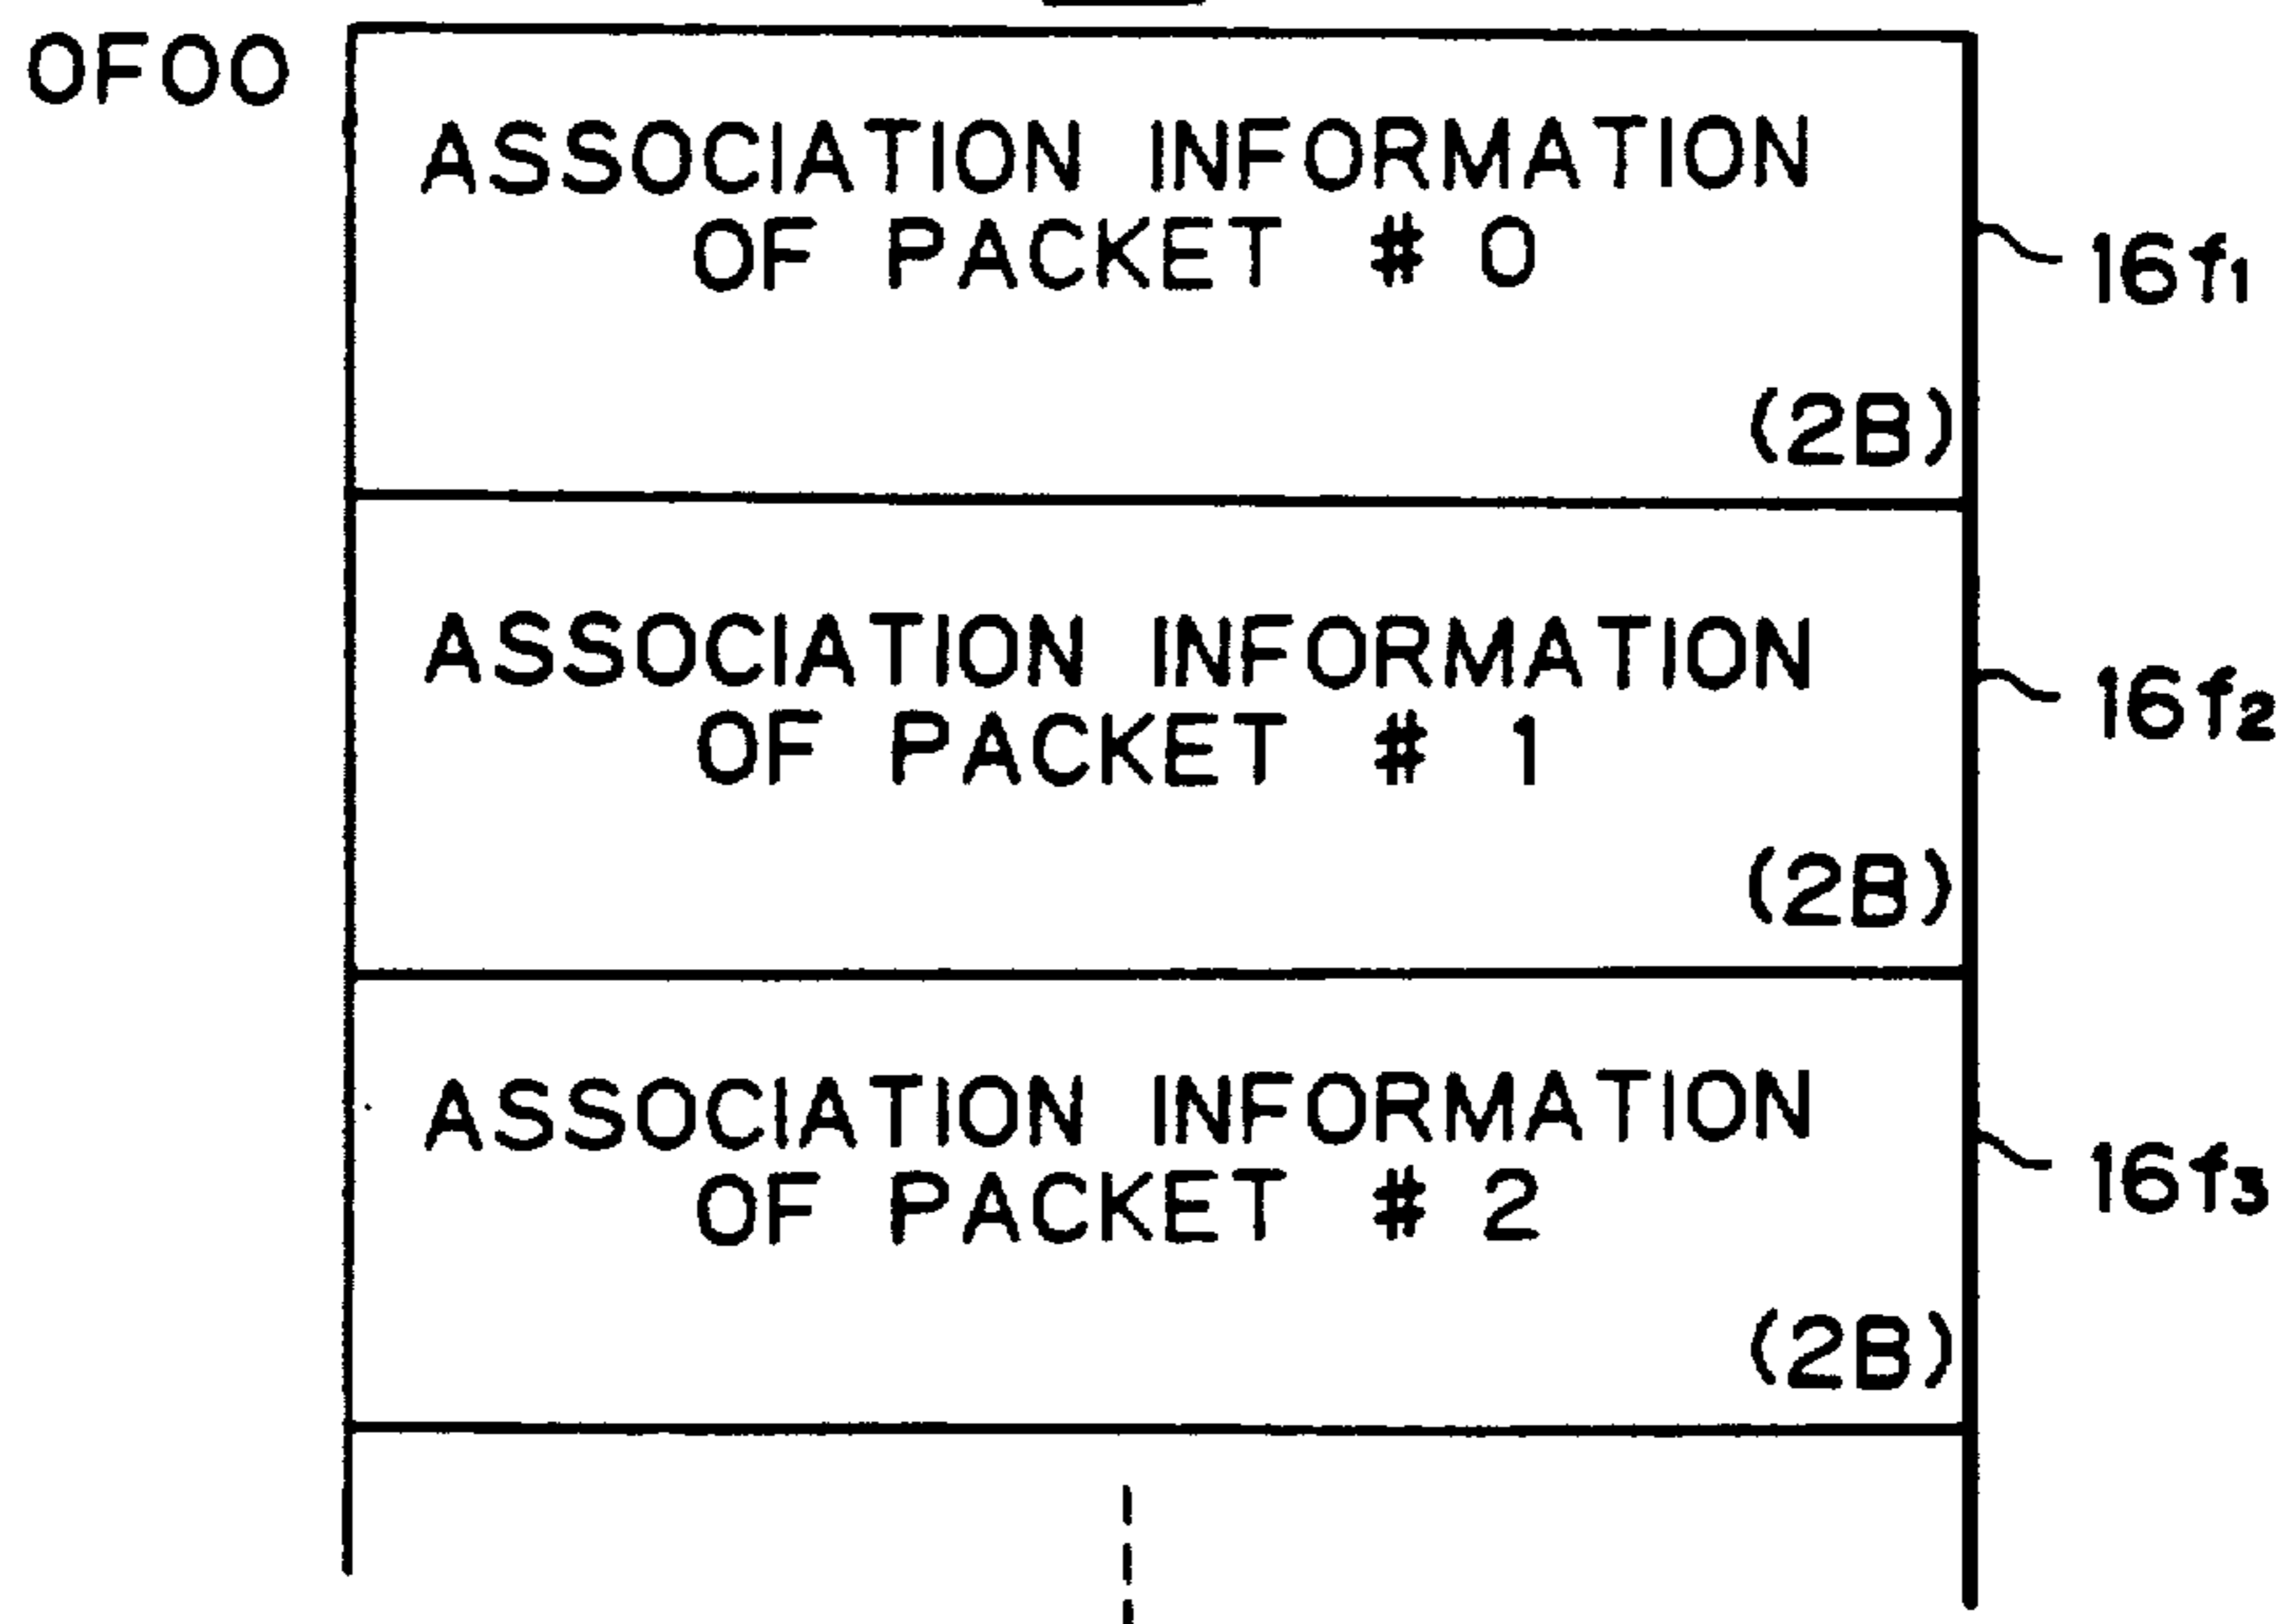 0F00
ASSOCIATION INFORMATION
OF PACKET # 0
(2B)
16f1
ASSOCIATION INFORMATION
OF PACKET # 1
(2B)
16f2
ASSOCIATION INFORMATION
OF PACKET # 2
(2B)
16f3